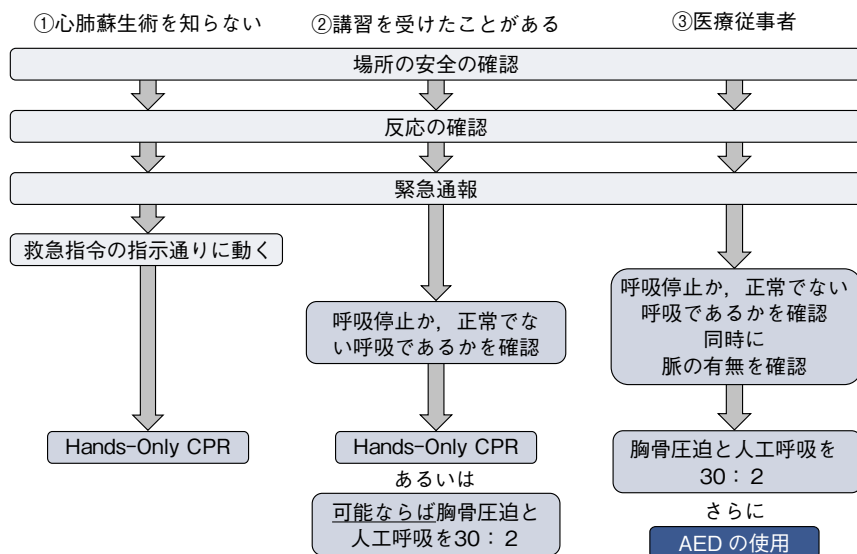 ①心肺蘇生術を知らない
②講習を受けたことがある
③医療従事者
場所の安全の確認
反応の確認
緊急通報
救急指令の指示通りに動く
呼吸停止か，正常でな
い呼吸であるかを確認
呼吸停止か，正常でない
呼吸であるかを確認
同時に
脈の有無を確認
Hands-Only CPR
Hands-Only CPR
あるいは
可能ならば胸骨圧迫と
人工呼吸を30：2
胸骨圧迫と人工呼吸を
30：2
さらに
AED の使用